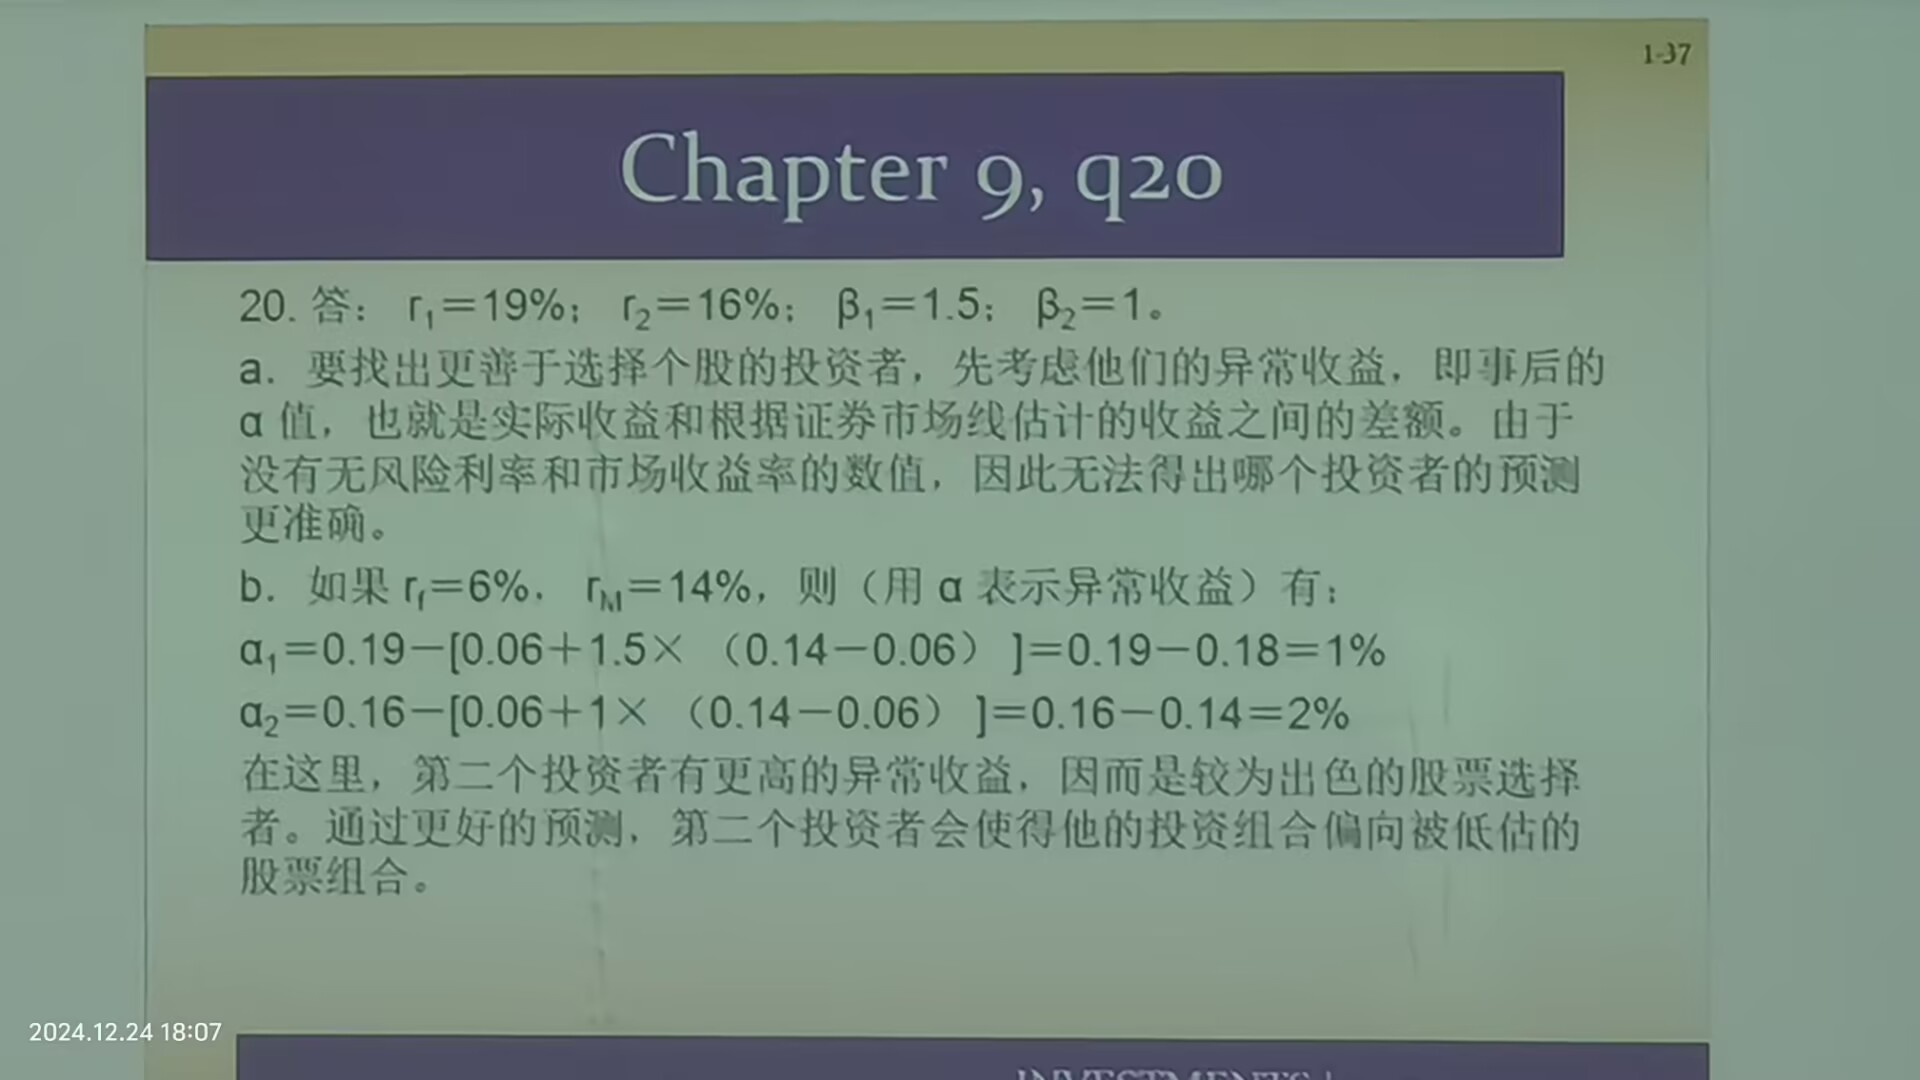 1-37
Chapter 9, q20
20. 答： r₁＝19%； r₂＝16%； β₁＝1.5； β₂＝1。
a. 要找出更善于选择个股的投资者，先考虑他们的异常收益，即事后的
α 值，也就是实际收益和根据证券市场线估计的收益之间的差额。由于
没有无风险利率和市场收益率的数值，因此无法得出哪个投资者的预测
更准确。
b. 如果 rf＝6%， rM＝14%，则（用 α 表示异常收益）有：
α₁＝0.19－[0.06＋1.5×（0.14－0.06）]＝0.19－0.18＝1%
α₂＝0.16－[0.06＋1×（0.14－0.06）]＝0.16－0.14＝2%
在这里，第二个投资者有更高的异常收益，因而是较为出色的股票选择
者。通过更好的预测，第二个投资者会使得他的投资组合偏向被低估的
股票组合。
2024.12.24 18:07
INVESTMENTS |